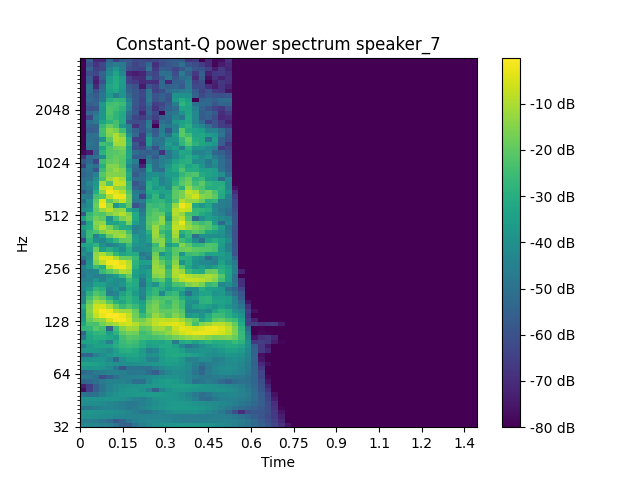 Constant-Q power spectrum speaker_7
Hz
2048
1024
512
256
128
64
32
0 0.15 0.3 0.45 0.6 0.75 0.9 1.1 1.2 1.4
Time
-10 dB
-20 dB
-30 dB
-40 dB
-50 dB
-60 dB
-70 dB
-80 dB